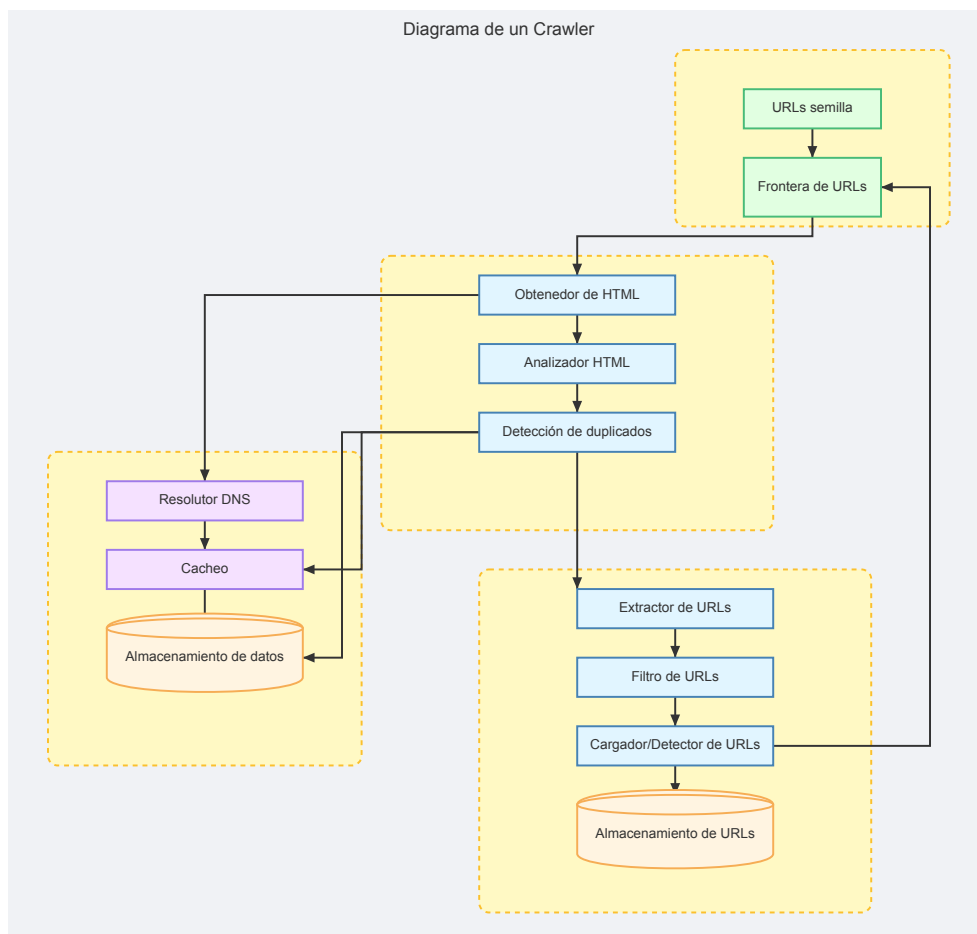 Diagrama de un Crawler
URLs semilla
Frontera de URLs
Obtenedor de HTML
Analizador HTML
Detección de duplicados
Resolutor DNS
Cacheo
Almacenamiento de datos
Extractor de URLs
Filtro de URLs
Cargador/Detector de URLs
Almacenamiento de URLs